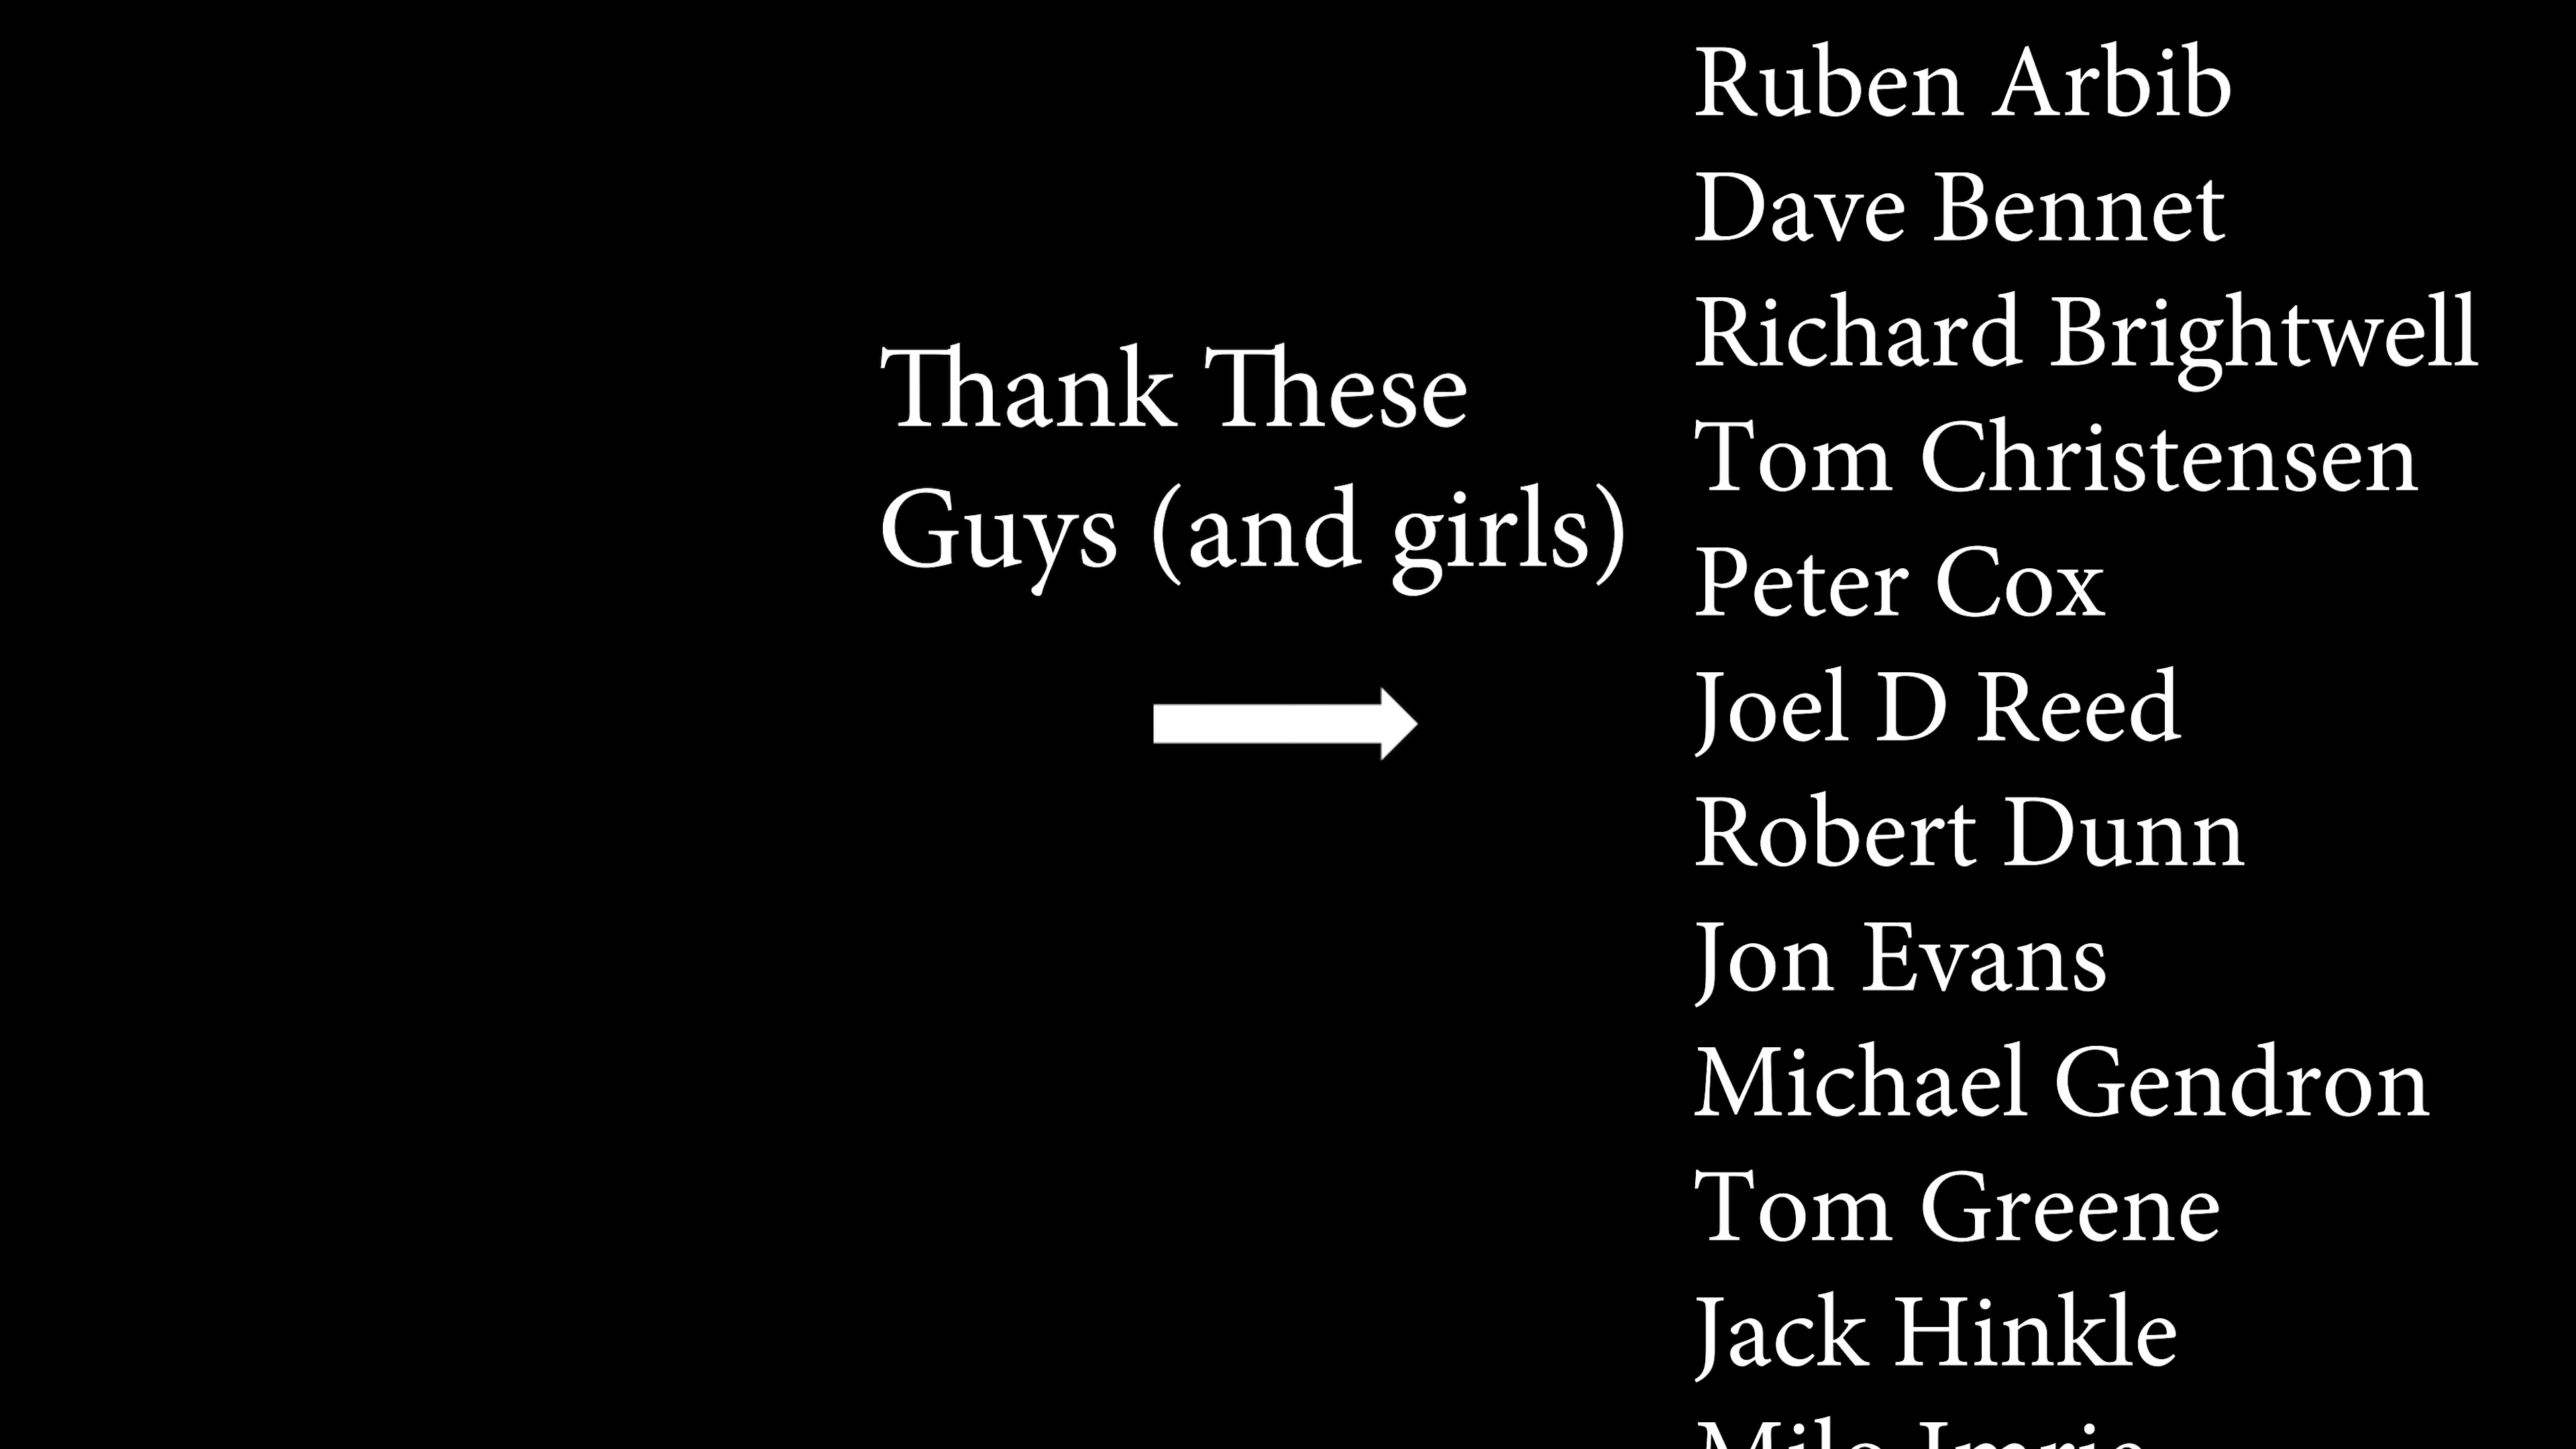 Thank These
Guys (and girls)
Ruben Arbib
Dave Bennet
Richard Brightwell
Tom Christensen
Peter Cox
Joel D Reed
Robert Dunn
Jon Evans
Michael Gendron
Tom Greene
Jack Hinkle